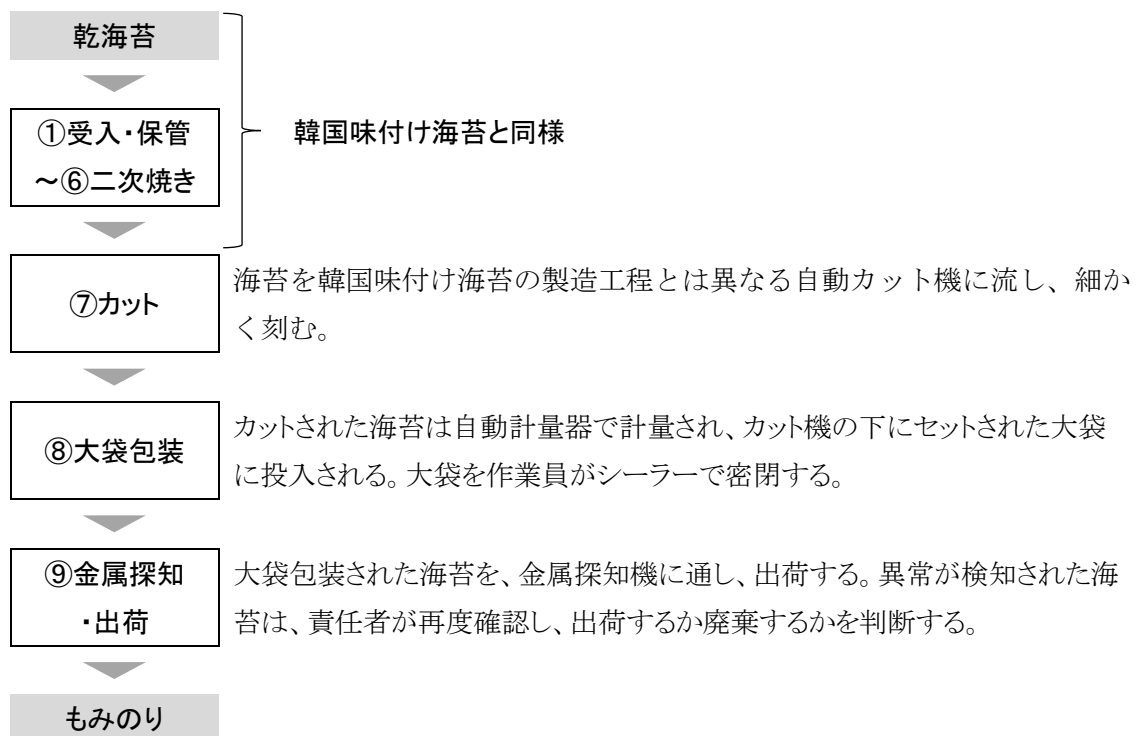 乾海苔
①受入・保管
～⑥二次焼き
韓国味付け海苔と同様
⑦カット
海苔を韓国味付け海苔の製造工程とは異なる自動カット機に流し、細か
く刻む。
⑧大袋包装
カットされた海苔は自動計量器で計量され、カット機の下にセットされた大袋
に投入される。大袋を作業員がシーラーで密閉する。
⑨金属探知
・出荷
大袋包装された海苔を、金属探知機に通し、出荷する。異常が検知された海
苔は、責任者が再度確認し、出荷するか廃棄するかを判断する。
もみのり